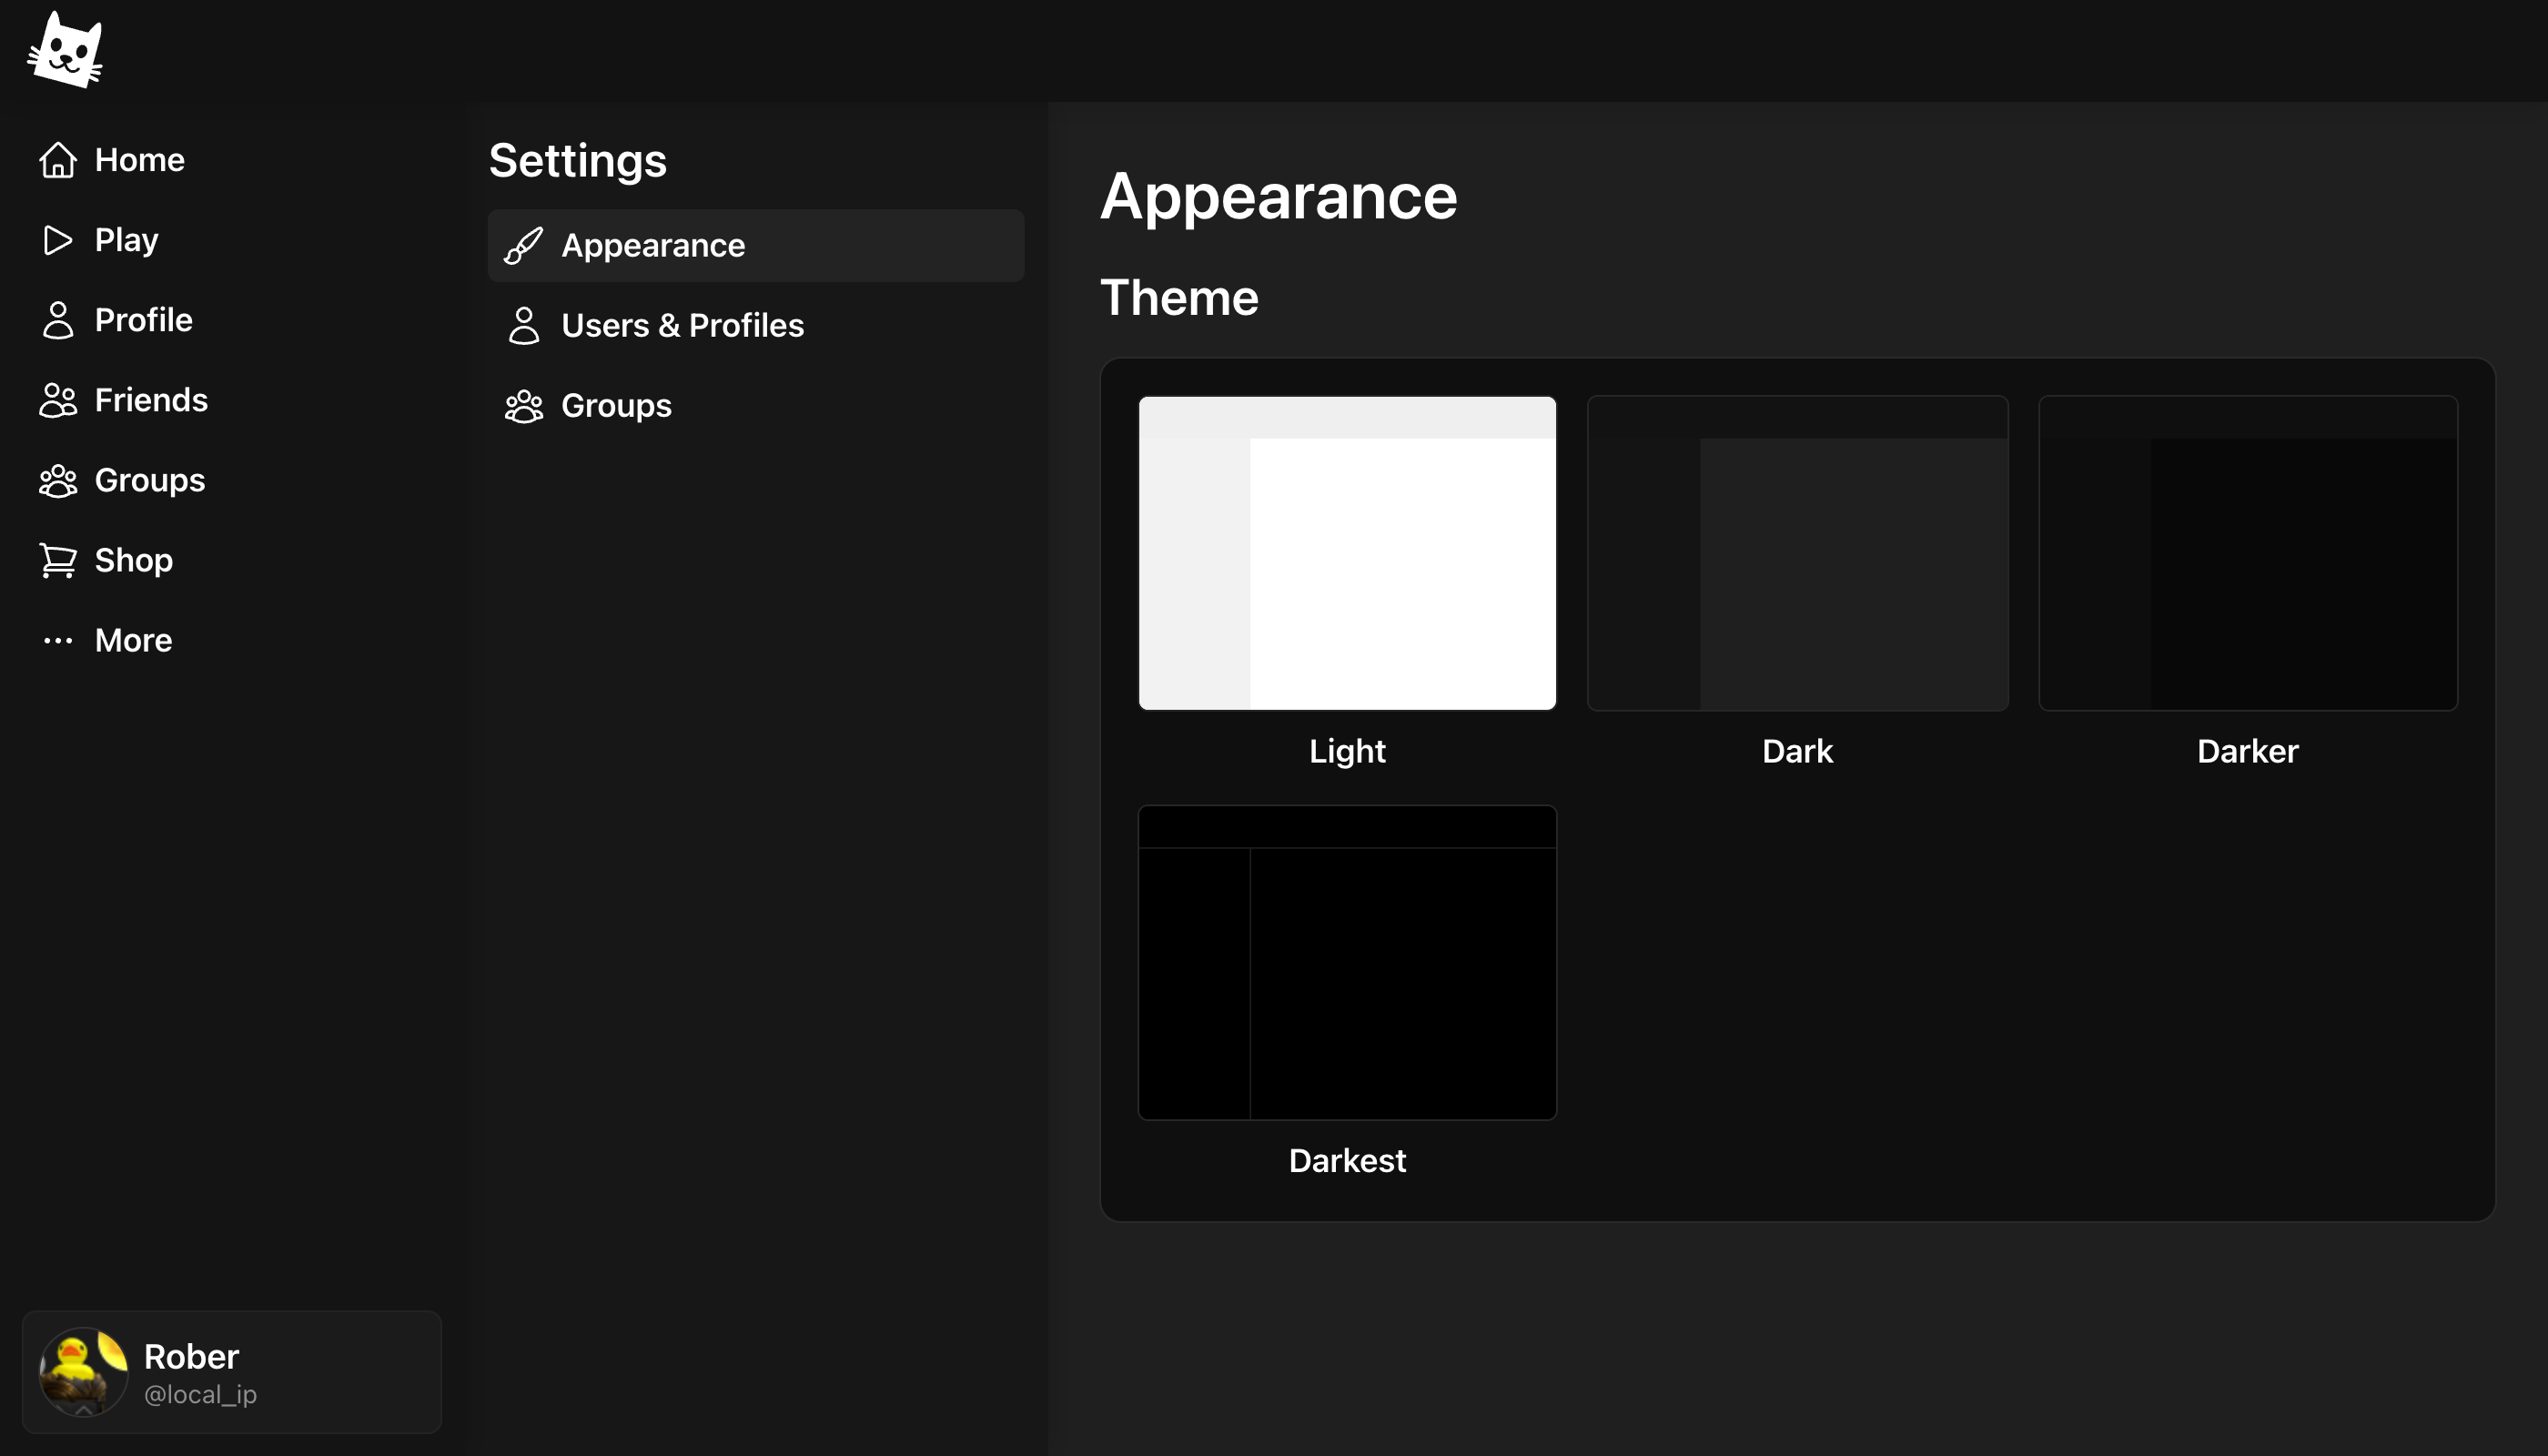 Home
Play
Profile
Friends
Groups
Shop
More
Rober
@local_ip
Settings
Appearance
Users & Profiles
Groups
Appearance
Theme
Light
Dark
Darker
Darkest